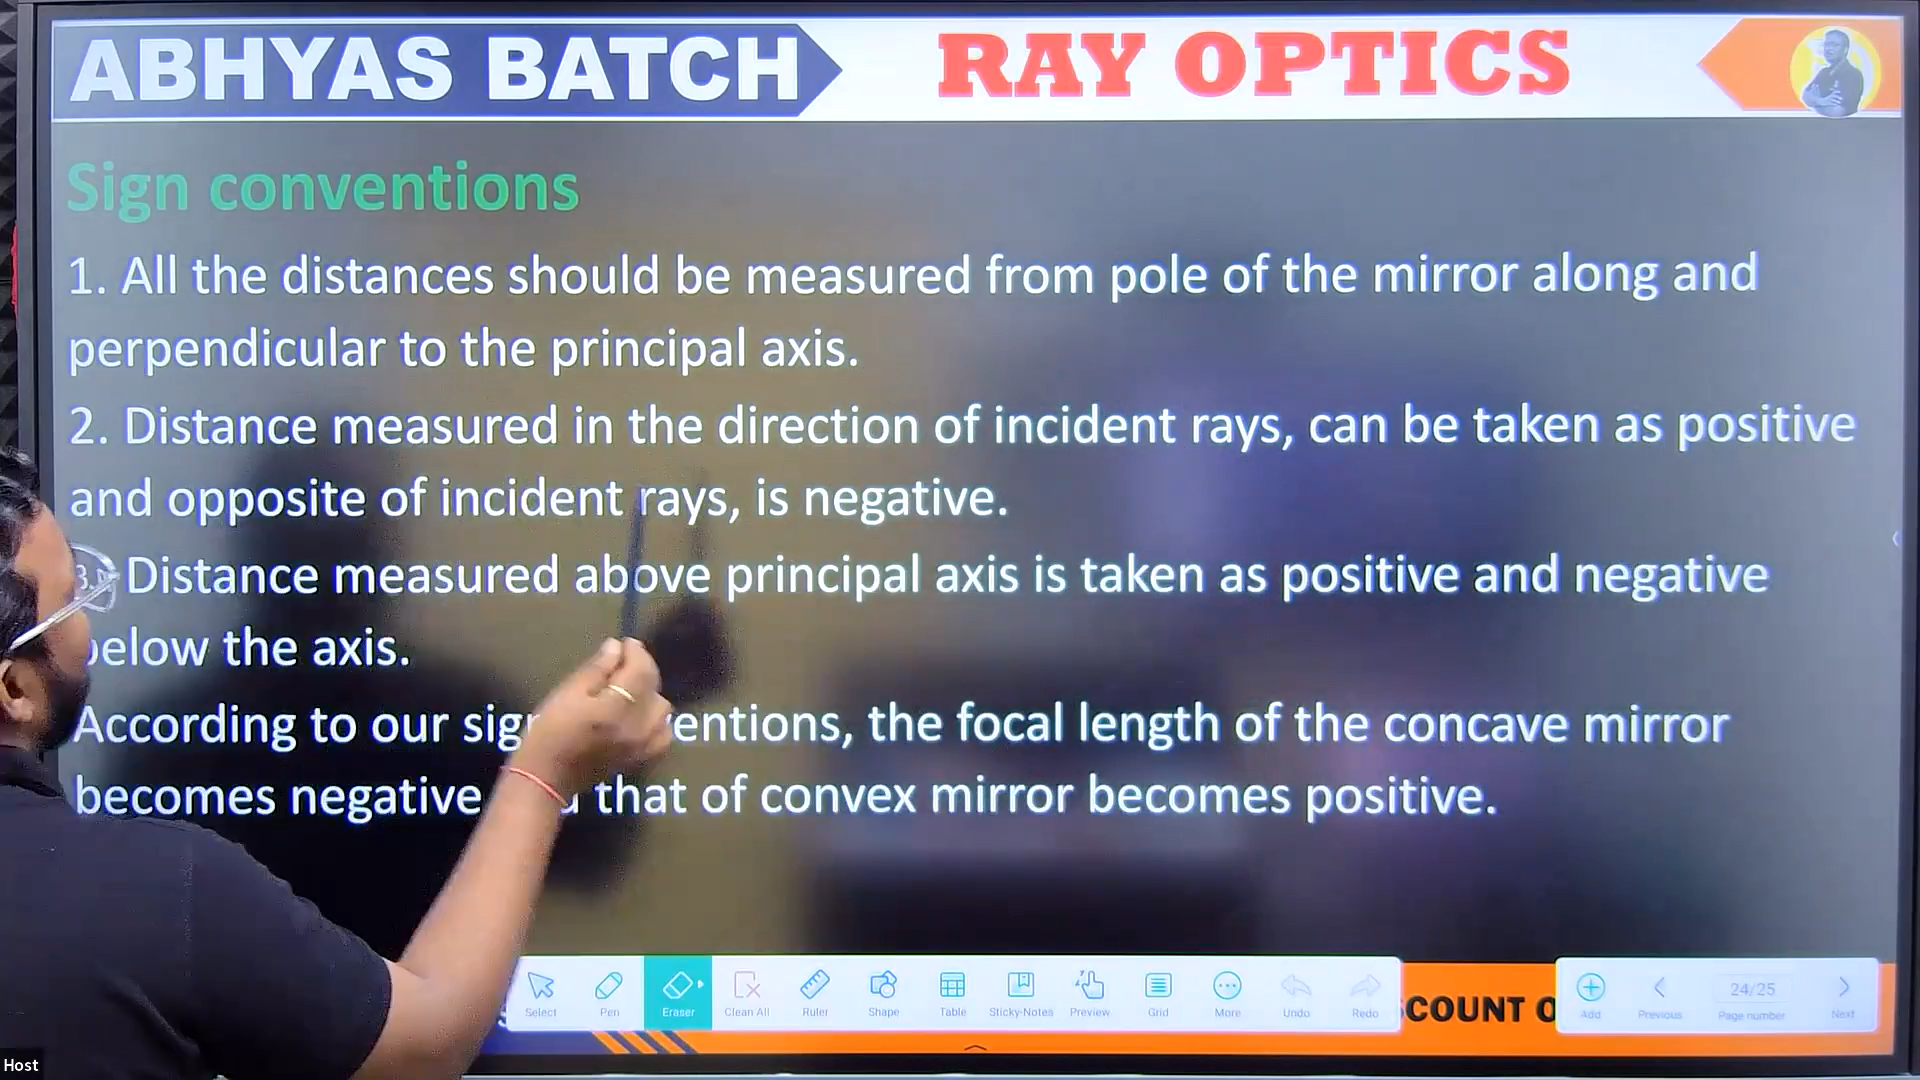 ABHYAS BATCH RAY OPTICS
Sign conventions
1. All the distances should be measured from pole of the mirror along and
perpendicular to the principal axis.
2. Distance measured in the direction of incident rays, can be taken as positive
and opposite of incident rays, is negative.
3. Distance measured above principal axis is taken as positive and negative
below the axis.
According to our the focal length of the concave mirror
becomes negative that of convex mirror becomes positive.
Select Pen Eraser Clean All Ruler Shape Table Sticky-Notes Preview Grid More Undo Redo
Add Previous 24/25 Page number Next
Host